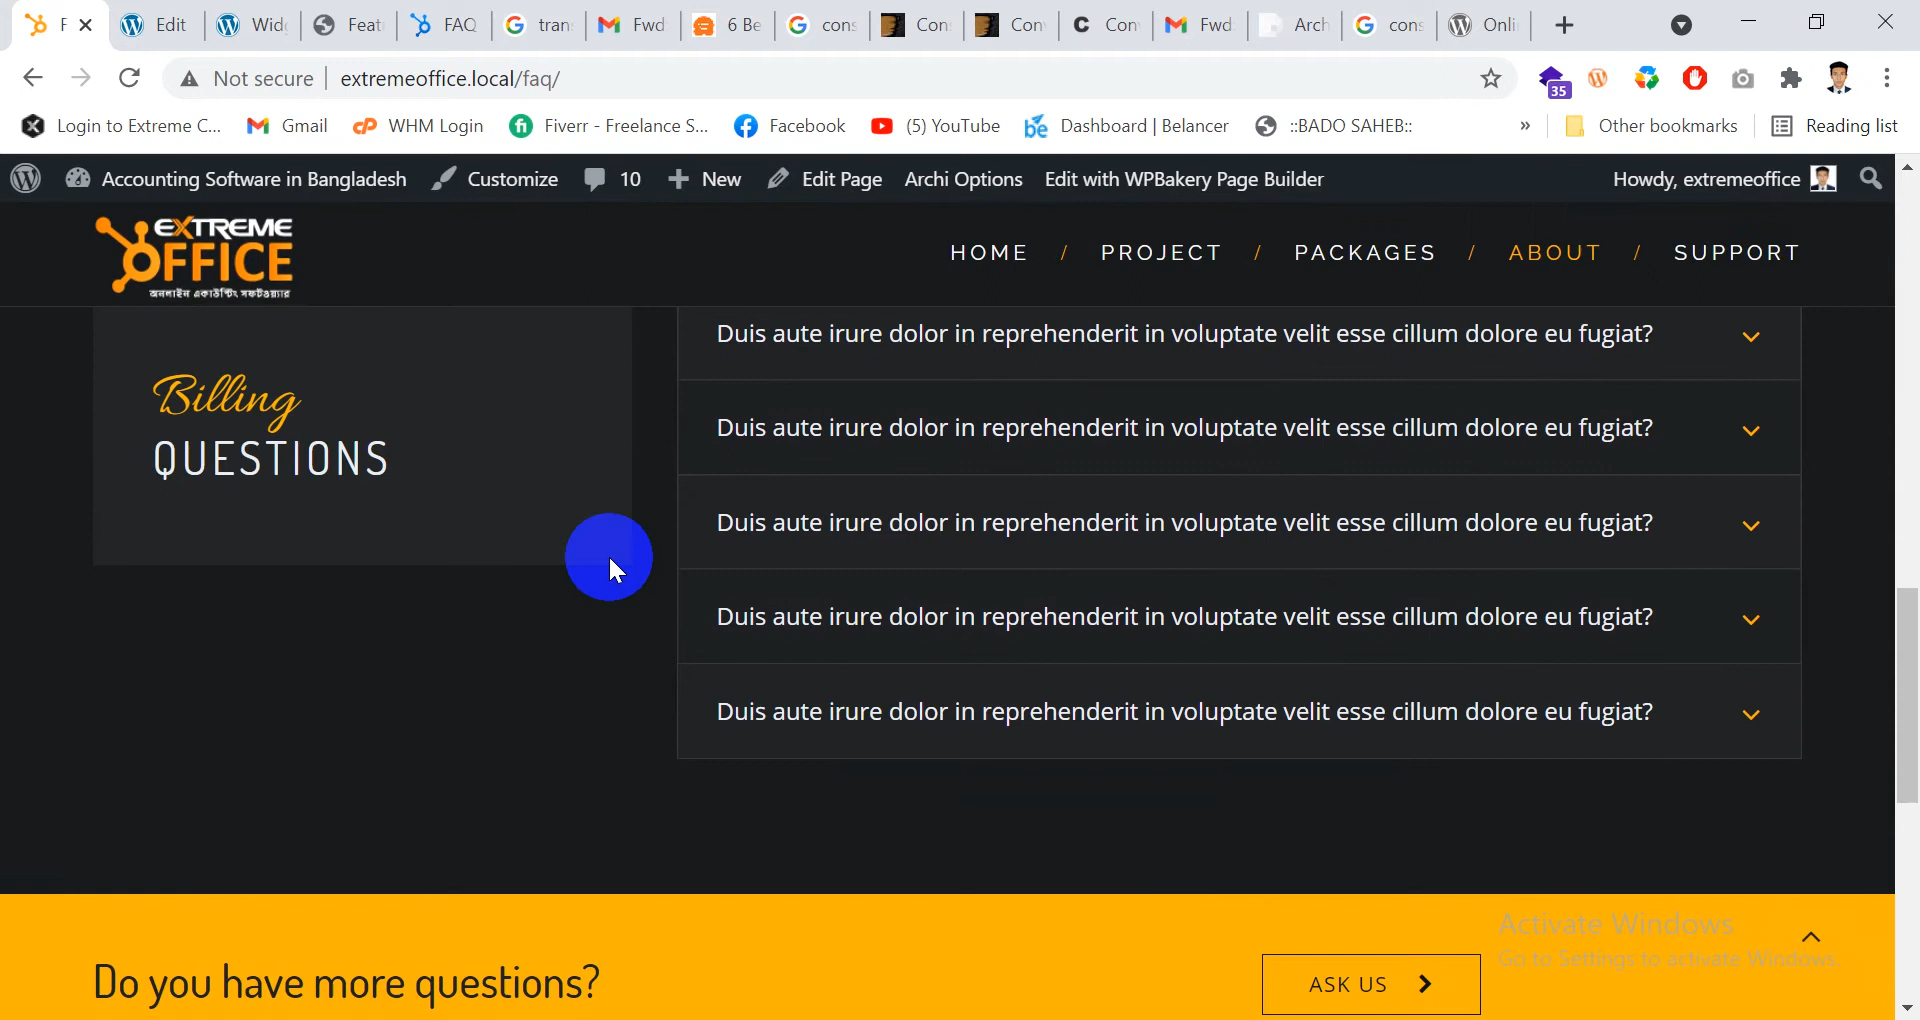 F
Edit
Wid
Feat
FAQ
tran
Fwd
6 Be
cons
Con
Con
Con
Fwd
Arch
cons
Onli
Not secure
extremeoffice.local/faq/
35
Login to Extreme C...
Gmail
WHM Login
Fiverr - Freelance S...
Facebook
(5) YouTube
Dashboard | Belancer
::BADO SAHEB::
»
Other bookmarks
Reading list
Accounting Software in Bangladesh
Customize
10
New
Edit Page
Archi Options
Edit with WPBakery Page Builder
Howdy, extremeoffice
EXTREME
OFFICE
অনলাইন একাউন্টিং সফটওয়্যার
HOME / PROJECT / PACKAGES / ABOUT / SUPPORT
Billing
QUESTIONS
Duis aute irure dolor in reprehenderit in voluptate velit esse cillum dolore eu fugiat?
Duis aute irure dolor in reprehenderit in voluptate velit esse cillum dolore eu fugiat?
Duis aute irure dolor in reprehenderit in voluptate velit esse cillum dolore eu fugiat?
Duis aute irure dolor in reprehenderit in voluptate velit esse cillum dolore eu fugiat?
Duis aute irure dolor in reprehenderit in voluptate velit esse cillum dolore eu fugiat?
Do you have more questions?
ASK US
Activate Windows
Go to Settings to activate Windows.